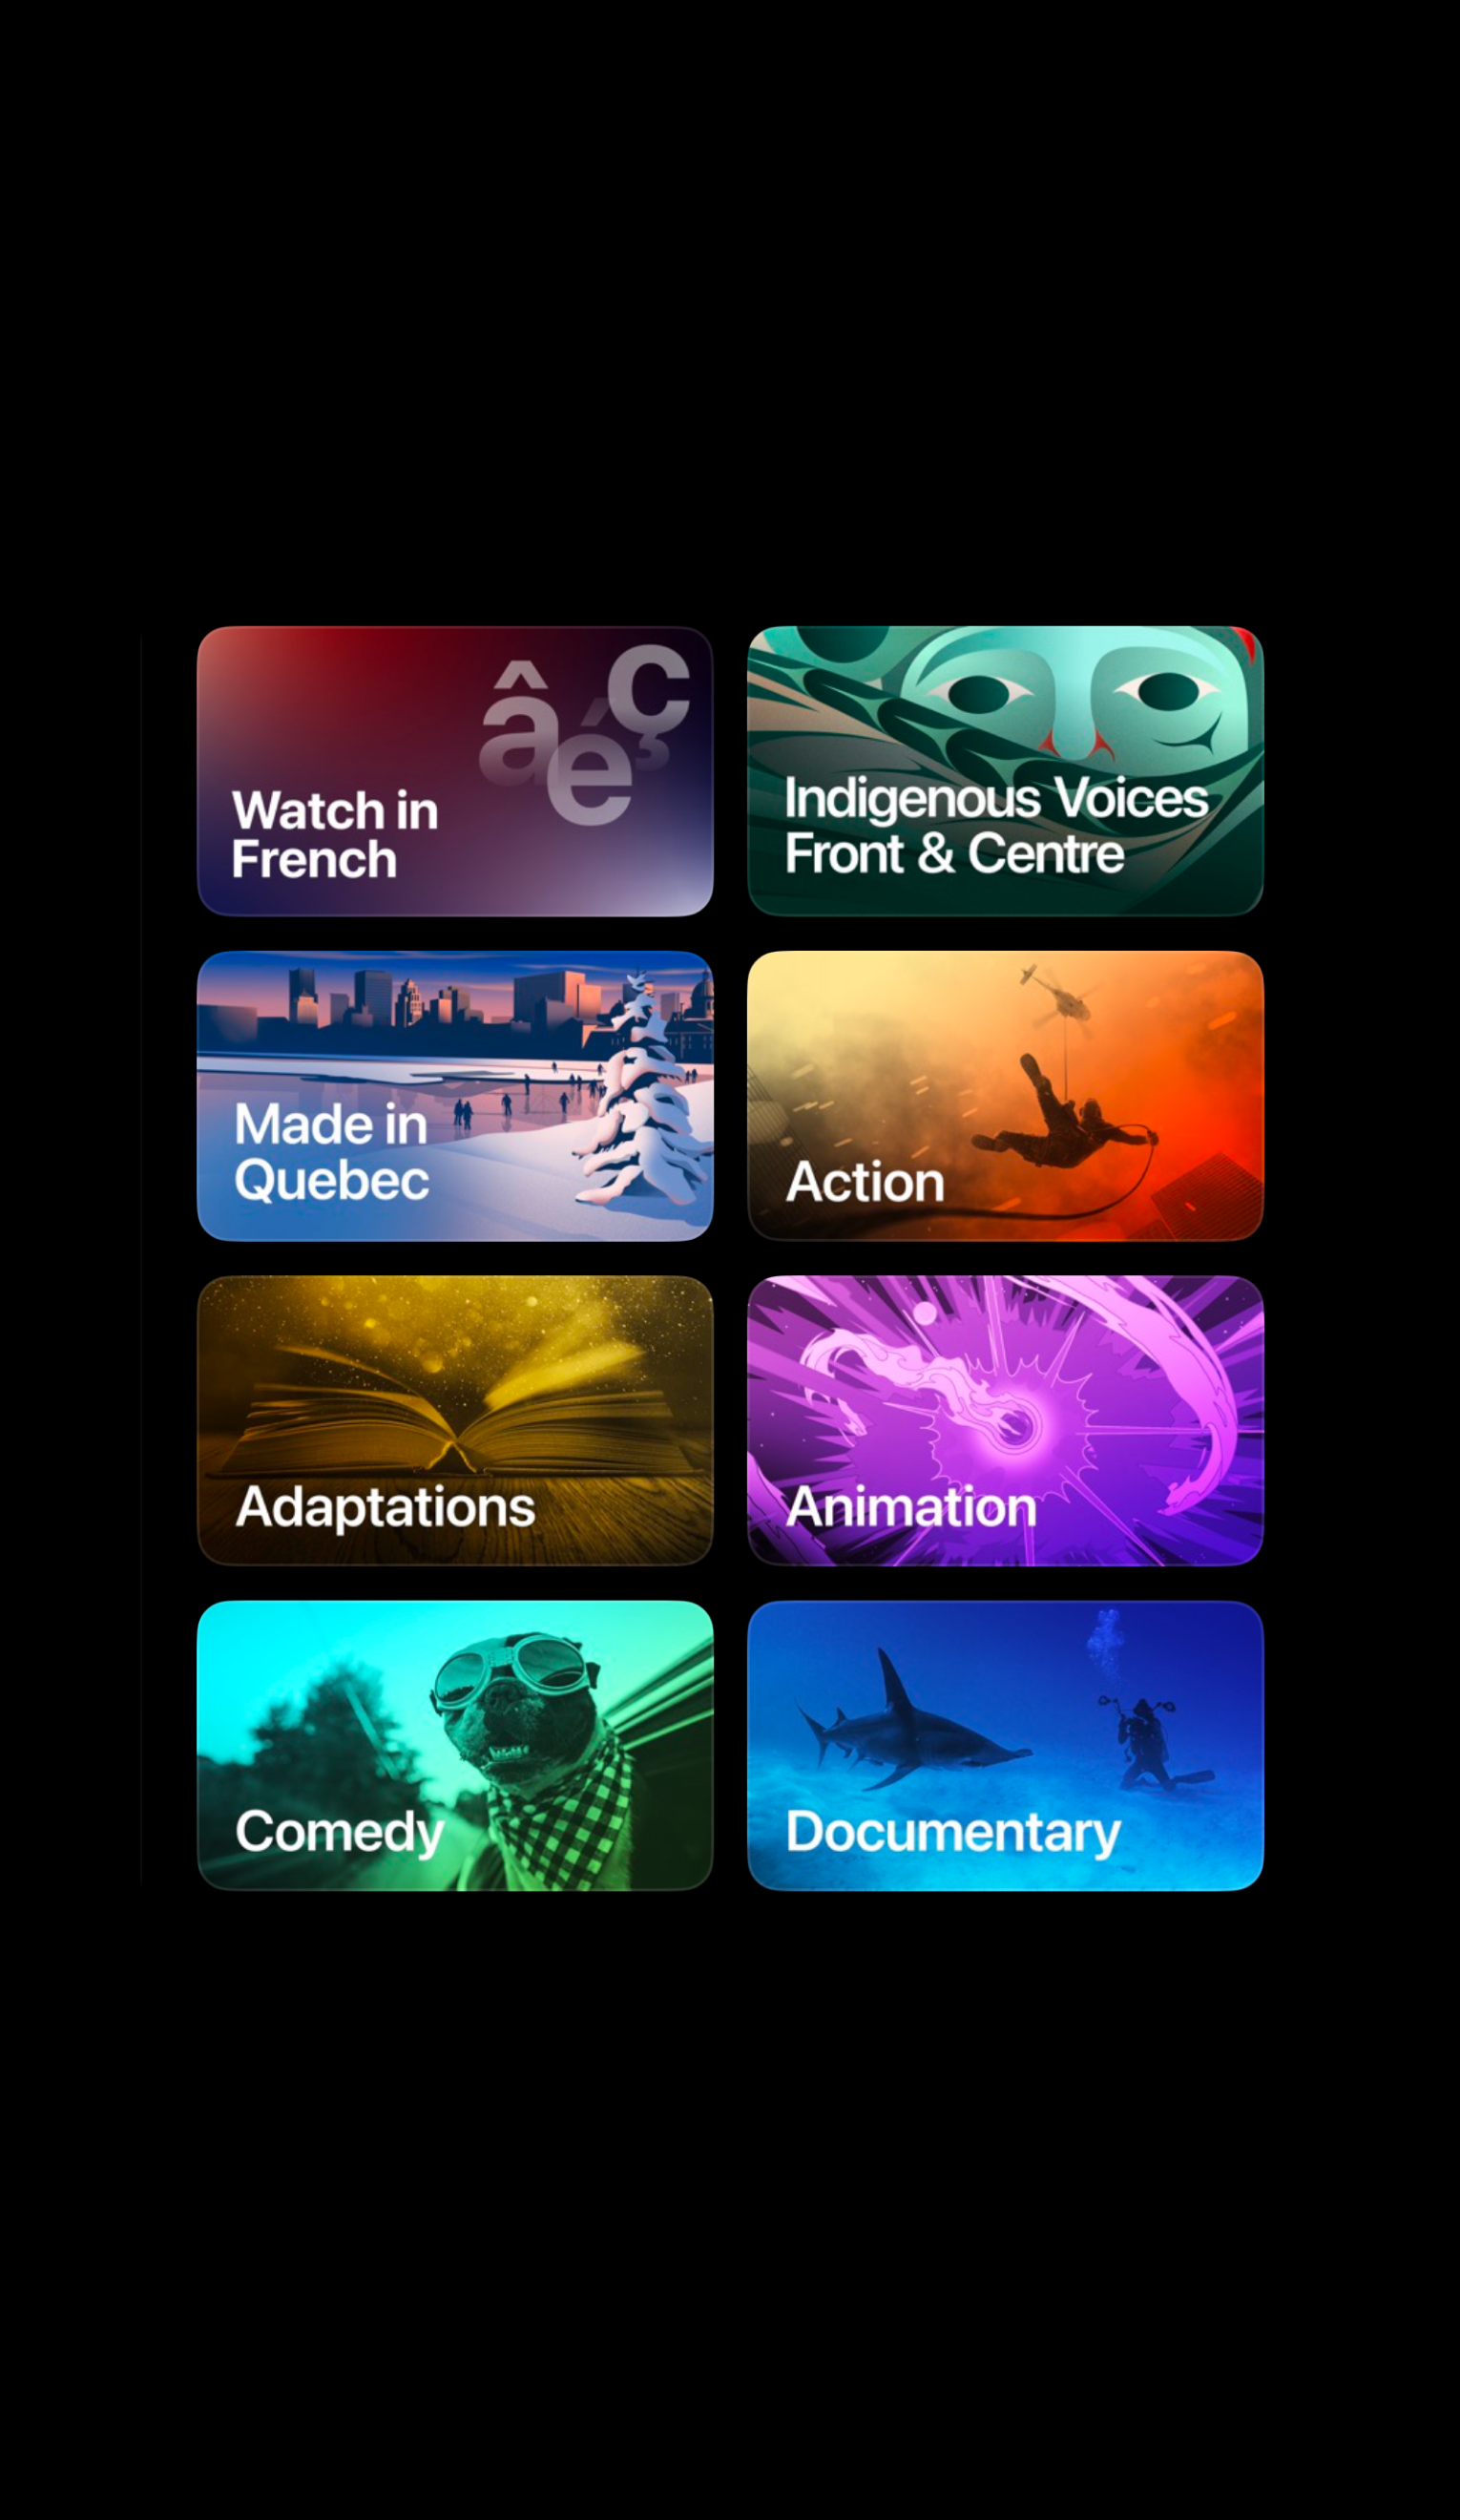 â
ç
é
Watch in
French
Indigenous Voices
Front & Centre
Made in
Quebec
Action
Adaptations
Animation
Comedy
Documentary